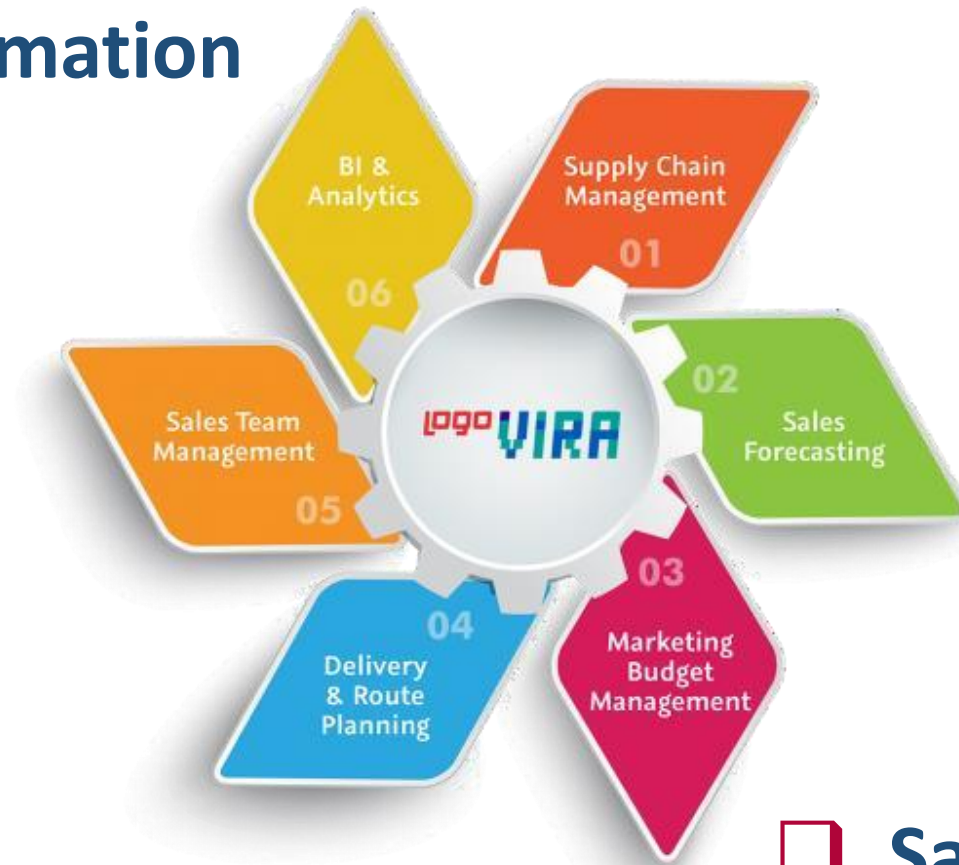 mation
BI &
Analytics
06
Supply Chain
Management
01
02
Sales
Forecasting
03
Marketing
Budget
Management
04
Delivery
& Route
Planning
Sales Team
Management
05
LOGO VIRA
Sa